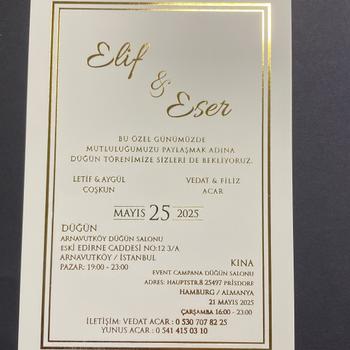 Elif
&
Eser
BU ÖZEL GÜNÜMÜZDE
MUTLULUĞUMUZU PAYLAŞMAK ADINA
DÜĞÜN TÖRENİMİZE SİZLERİ DE BEKLİYORUZ.
LETİF & AYGÜL
COŞKUN
VEDAT & FİLİZ
ACAR
MAYIS 25 2025
DÜĞÜN
ARNAVUTKÖY DÜĞÜN SALONU
ESKİ EDİRNE CADDESİ NO:12 3/A
ARNAVUTKÖY / İSTANBUL
PAZAR: 19:00 - 23:00
KINA
EVENT CAMPANA DÜĞÜN SALONU
ADRES: HAUPTSTR.8 25497 PRİSDORE
HAMBURG / ALMANYA
21 MAYIS 2025
ÇARŞAMBA 16:00 - 23:00
İLETİŞİM: VEDAT ACAR : 0 530 707 82 25
YUNUS ACAR : 0 541 415 03 10